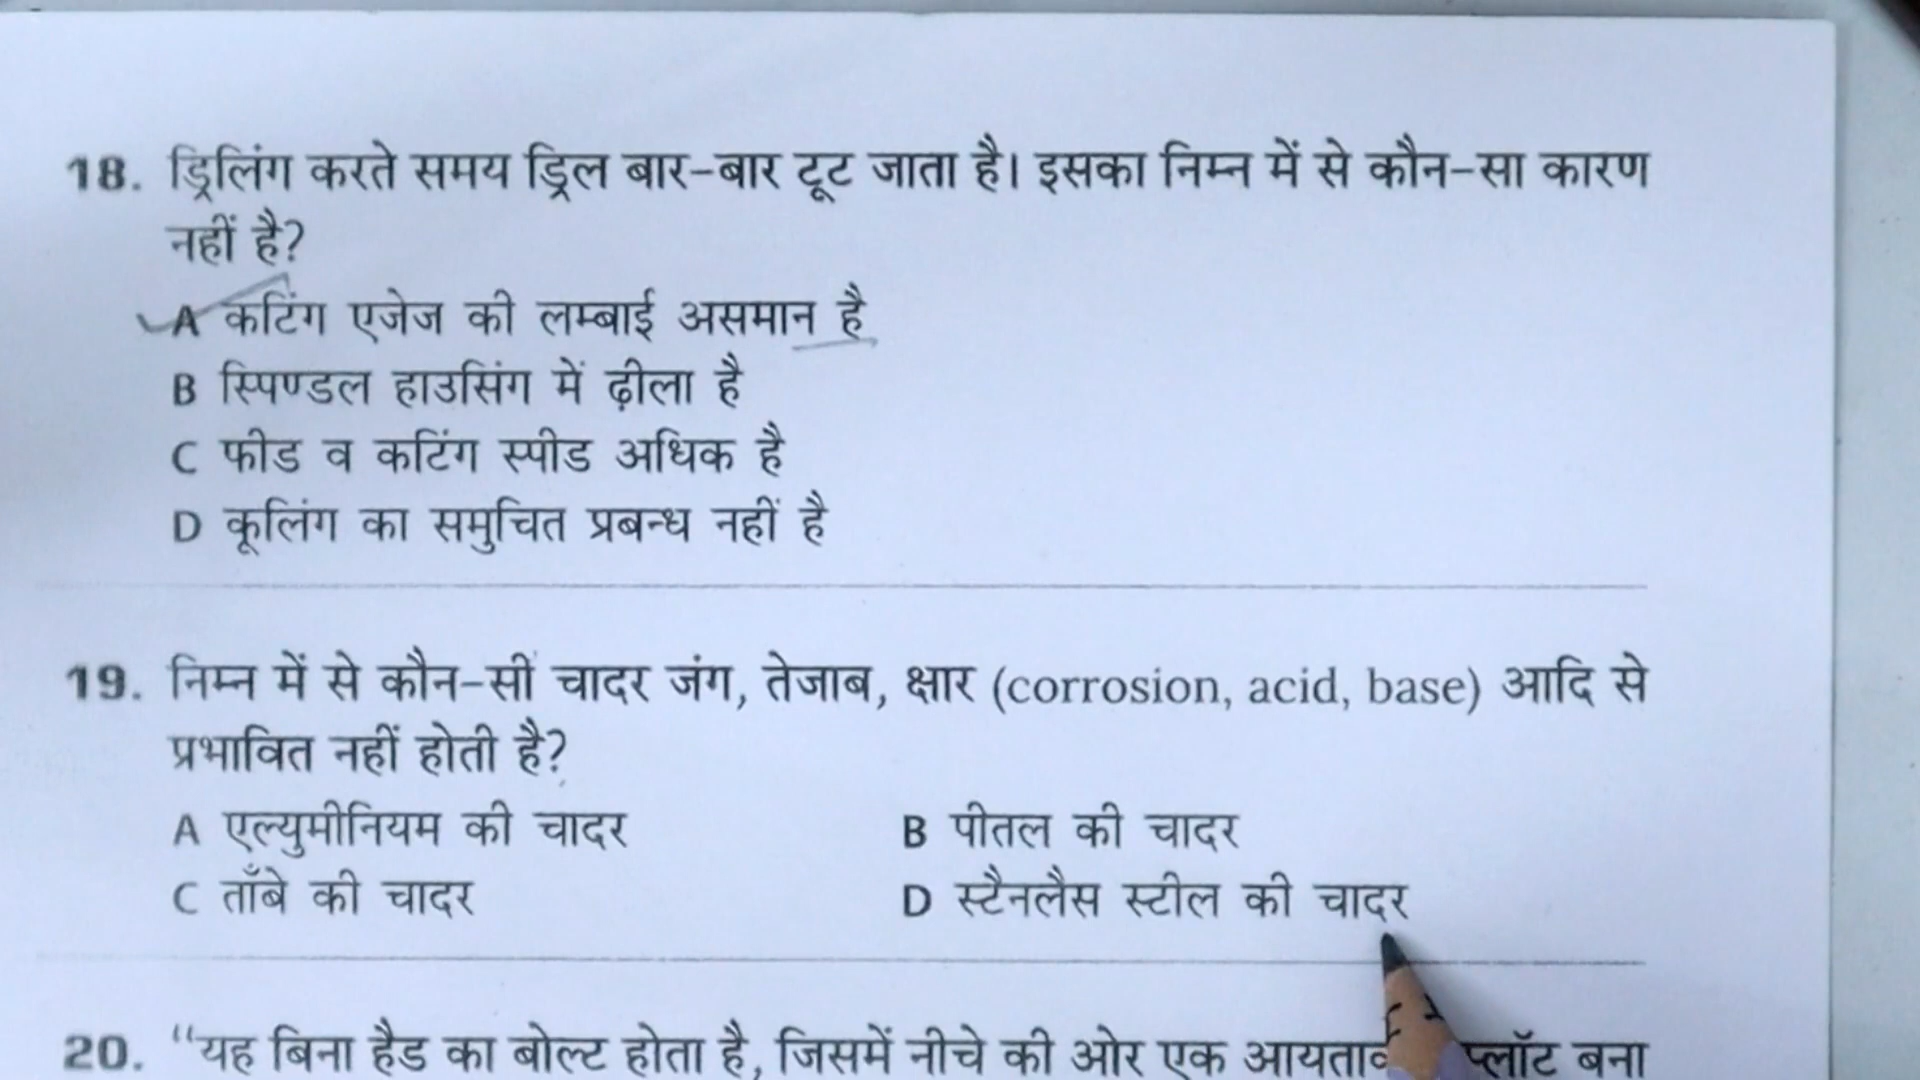 18. ड्रिलिंग करते समय ड्रिल बार-बार टूट जाता है। इसका निम्न में से कौन-सा कारण
नहीं है?
A कटिंग एजेज की लम्बाई असमान है
B स्पिण्डल हाउसिंग में ढ़ीला है
C फीड व कटिंग स्पीड अधिक है
D कूलिंग का समुचित प्रबन्ध नहीं है
19. निम्न में से कौन-सी चादर जंग, तेजाब, क्षार (corrosion, acid, base) आदि से
प्रभावित नहीं होती है?
A एल्युमीनियम की चादर
B पीतल की चादर
C ताँबे की चादर
D स्टैनलैस स्टील की चादर
20. “यह बिना हैड का बोल्ट होता है, जिसमें नीचे की ओर एक बना